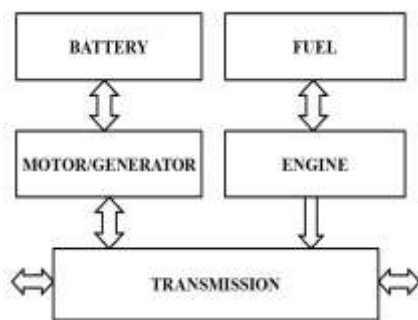 BATTERY
FUEL
MOTOR/GENERATOR
ENGINE
TRANSMISSION